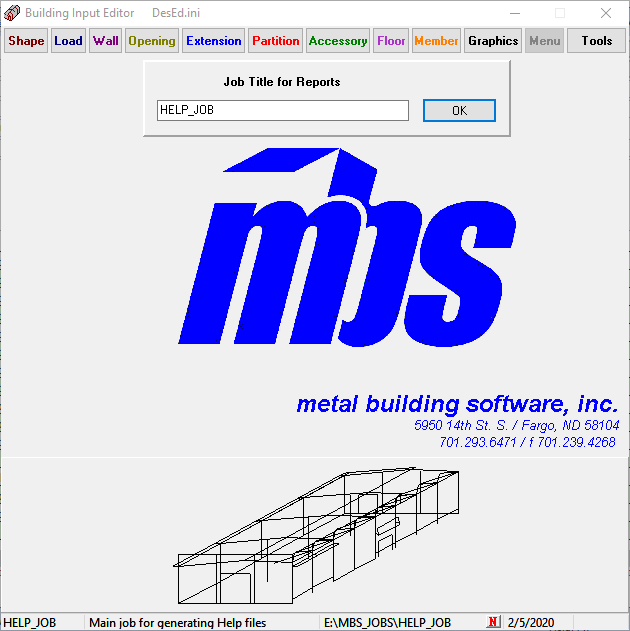 Building Input Editor DesEd.ini
Shape Load Wall Opening Extension Partition Accessory Floor Member Graphics Menu Tools
Job Title for Reports
HELP_JOB OK
mbs
metal building software, inc.
5950 14th St. S. / Fargo, ND 58104
701.293.6471 / f 701.239.4268
HELP_JOB Main job for generating Help files E:\MBS_JOBS\HELP_JOB N 2/5/2020